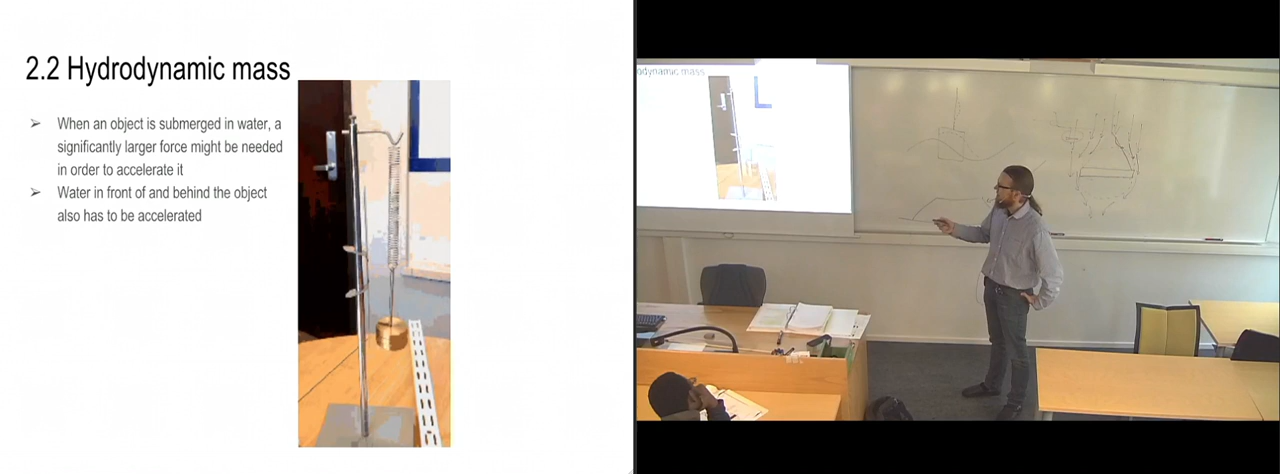 2.2 Hydrodynamic mass
➢ When an object is submerged in water, a
significantly larger force might be needed
in order to accelerate it
➢ Water in front of and behind the object
also has to be accelerated
odynamic mass